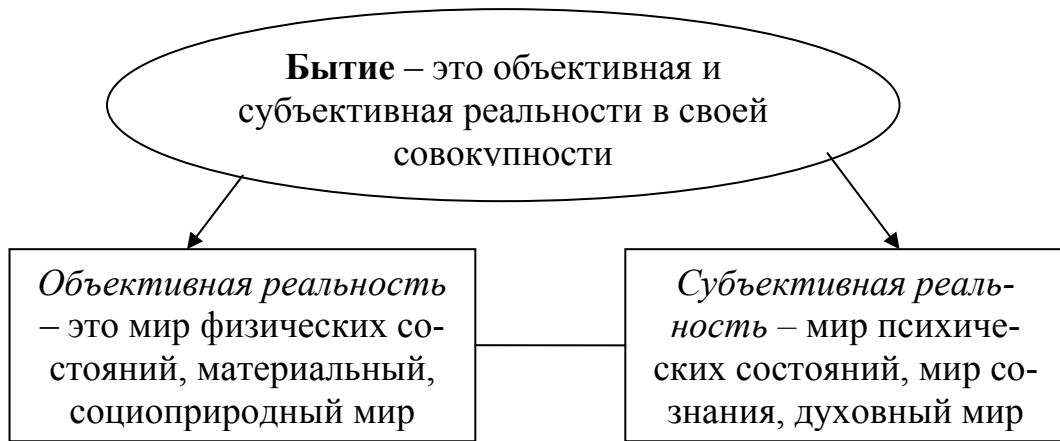 Бытие – это объективная и
субъективная реальности в своей
совокупности
Объективная реальность
– это мир физических со-
стояний, материальный,
социоприродный мир
Субъективная реаль-
ность – мир психиче-
ских состояний, мир со-
знания, духовный мир